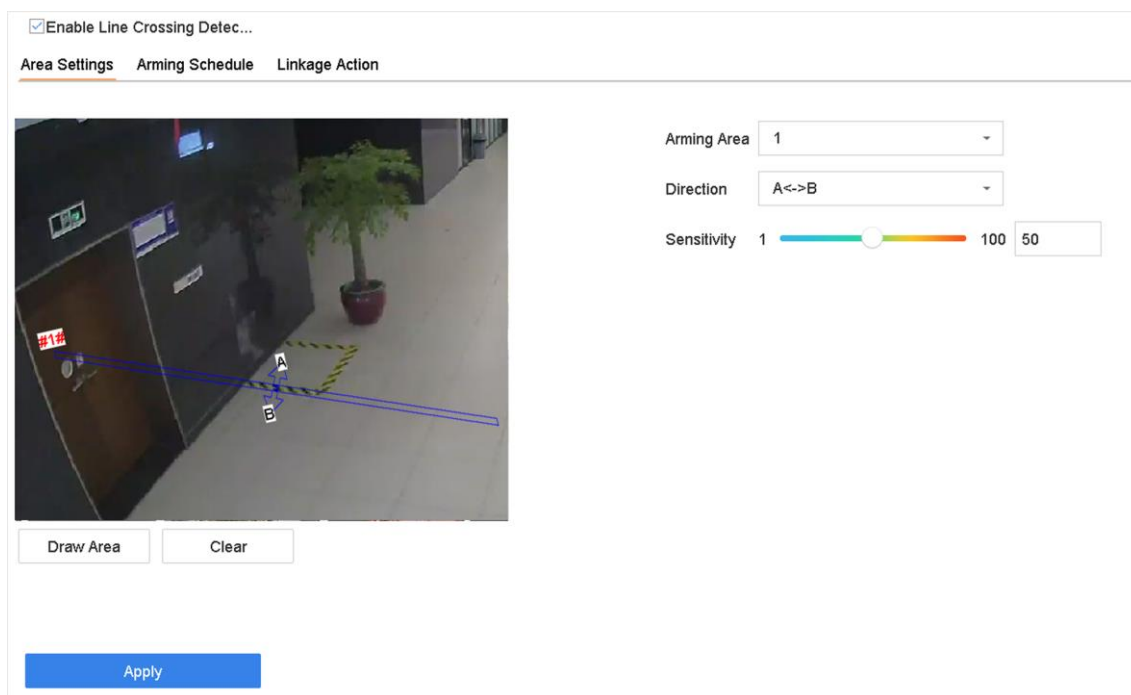 Enable Line Crossing Detec...
Area Settings Arming Schedule Linkage Action
Arming Area 1
Direction A<->B
Sensitivity 1 100 50
#1#
A
B
Draw Area Clear
Apply